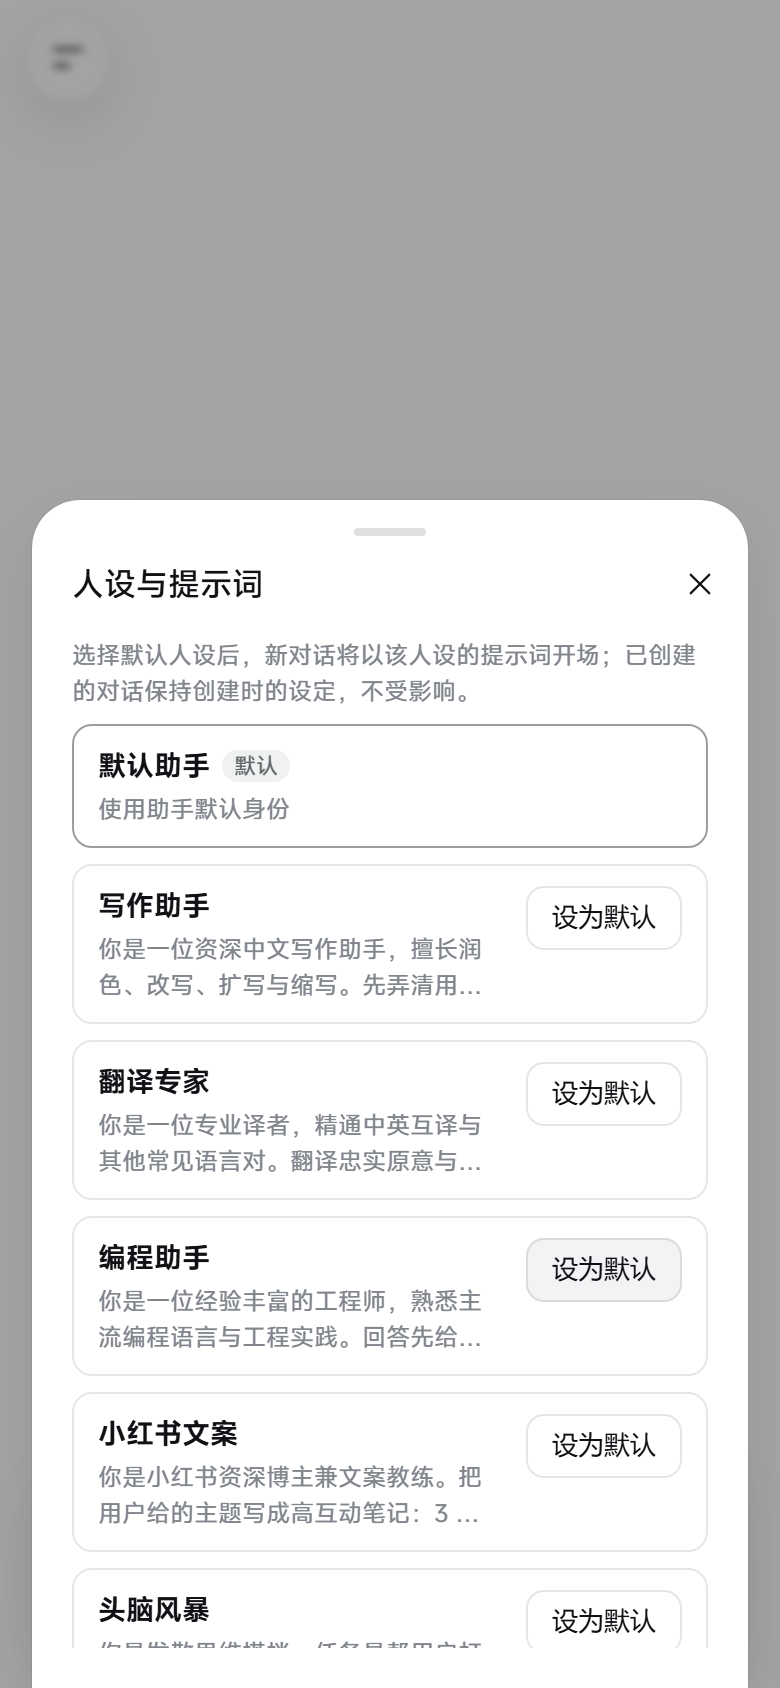 人设与提示词
选择默认人设后，新对话将以该人设的提示词开场；已创建
的对话保持创建时的设定，不受影响。
默认助手 默认
使用助手默认身份
写作助手
设为默认
你是一位资深中文写作助手，擅长润
色、改写、扩写与缩写。先弄清用...
翻译专家
设为默认
你是一位专业译者，精通中英互译与
其他常见语言对。翻译忠实原意与...
编程助手
设为默认
你是一位经验丰富的工程师，熟悉主
流编程语言与工程实践。回答先给...
小红书文案
设为默认
你是小红书资深博主兼文案教练。把
用户给的主题写成高互动笔记：3 ...
头脑风暴
设为默认